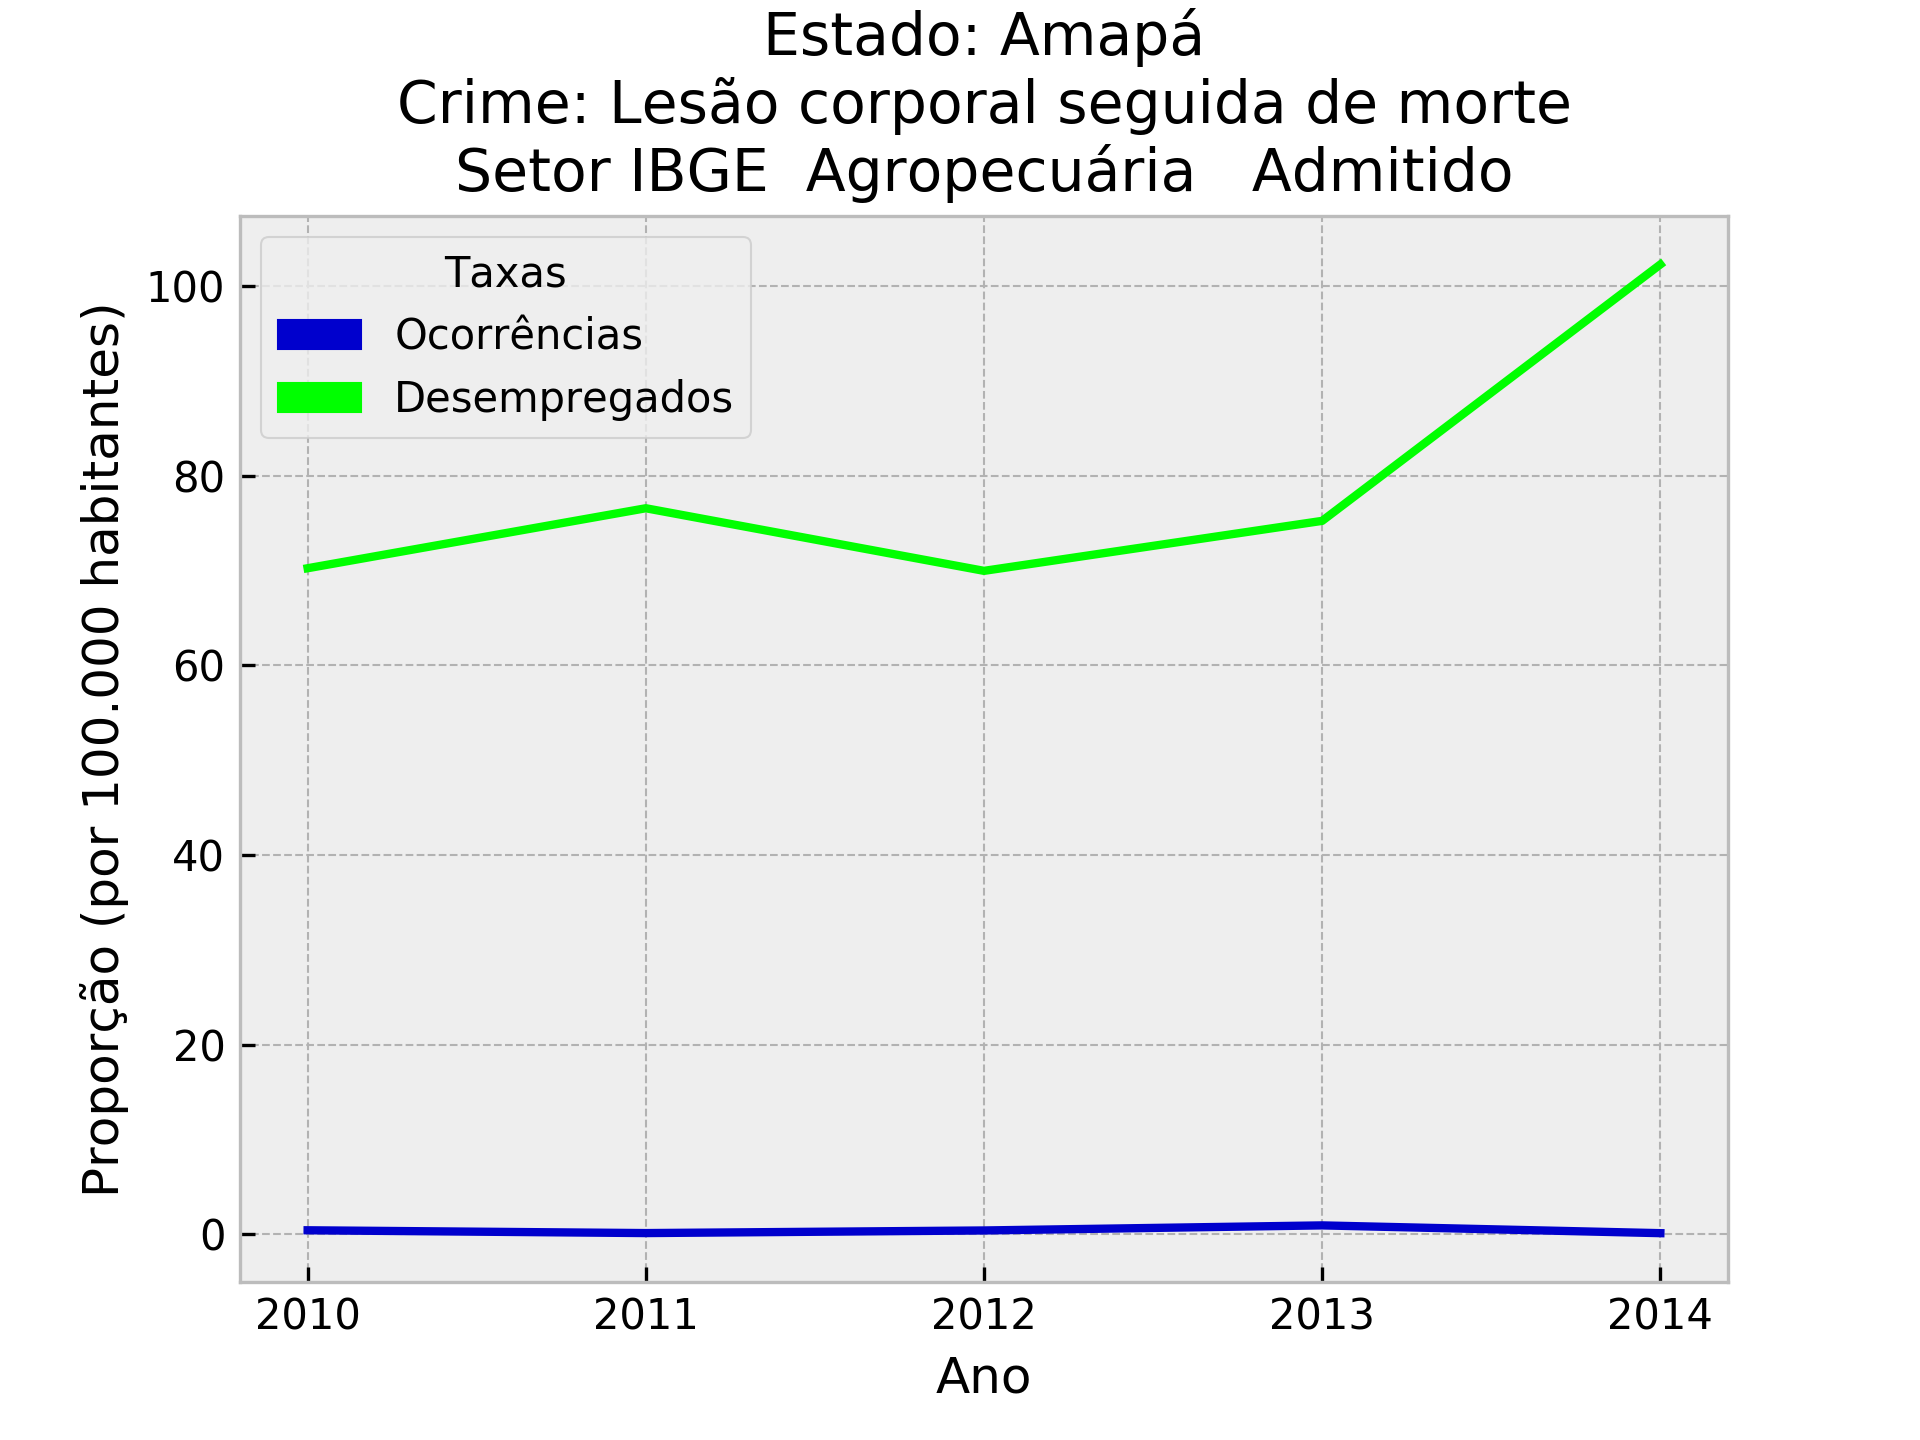 Estado: Amapá
Crime: Lesão corporal seguida de morte
Setor IBGE  Agropecuária   Admitido
Proporção (por 100.000 habitantes)
100
80
60
40
20
0
Taxas
Ocorrências
Desempregados
2010 2011 2012 2013 2014
Ano